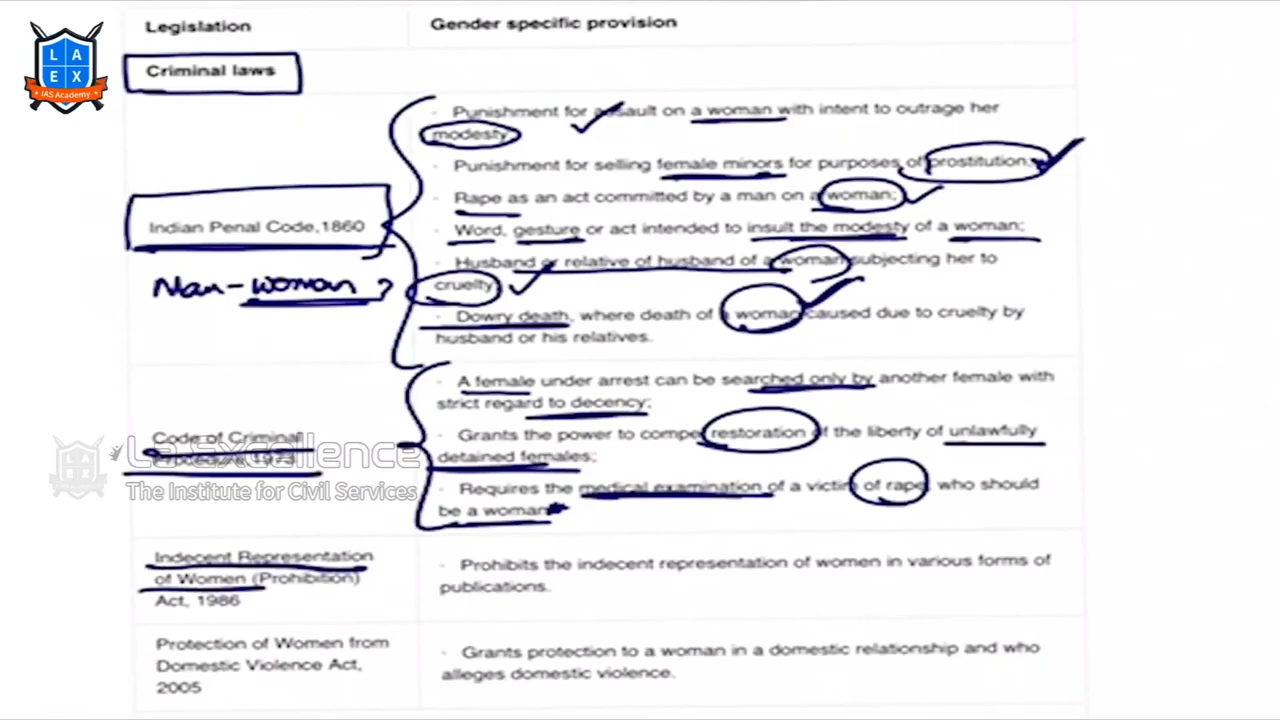 LAEX
IAS Academy
Legislation
Gender specific provision
Criminal laws
Indian Penal Code,1860
Man-woman?
· Punishment for assault on a woman with intent to outrage her
modesty
· Punishment for selling female minors for purposes of prostitution;
· Rape as an act committed by a man on a woman;
· Word, gesture or act intended to insult the modesty of a woman;
· Husband or relative of husband of a woman subjecting her to
cruelty
· Dowry death, where death of a woman caused due to cruelty by
husband or his relatives.
Code of Criminal
Procedure, 1973
· A female under arrest can be searched only by another female with
strict regard to decency;
· Grants the power to compel restoration of the liberty of unlawfully
detained females;
· Requires the medical examination of a victim of rape, who should
be a woman
La Excellence
The Institute for Civil Services
Indecent Representation
of Women (Prohibition)
Act, 1986
· Prohibits the indecent representation of women in various forms of
publications.
Protection of Women from
Domestic Violence Act,
2005
· Grants protection to a woman in a domestic relationship and who
alleges domestic violence.